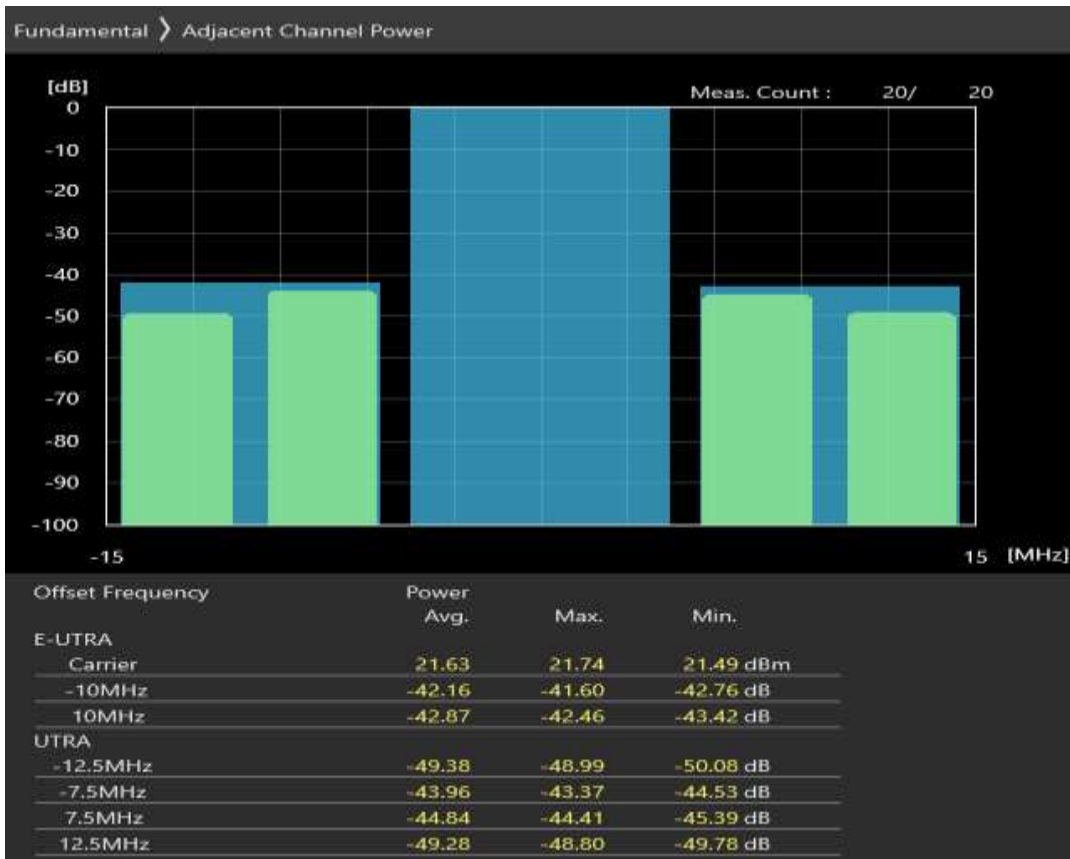 Fundamental 〉 Adjacent Channel Power
[dB]
Meas. Count : 20/ 20
0
-10
-20
-30
-40
-50
-60
-70
-80
-90
-100
-15 15 [MHz]
Offset Frequency Power
Avg. Max. Min.
E-UTRA
Carrier 21.63 21.74 21.49 dBm
-10MHz -42.16 -41.60 -42.76 dB
10MHz -42.87 -42.46 -43.42 dB
UTRA
-12.5MHz -49.38 -48.99 -50.08 dB
-7.5MHz -43.96 -43.37 -44.53 dB
7.5MHz -44.84 -44.41 -45.39 dB
12.5MHz -49.28 -48.80 -49.78 dB